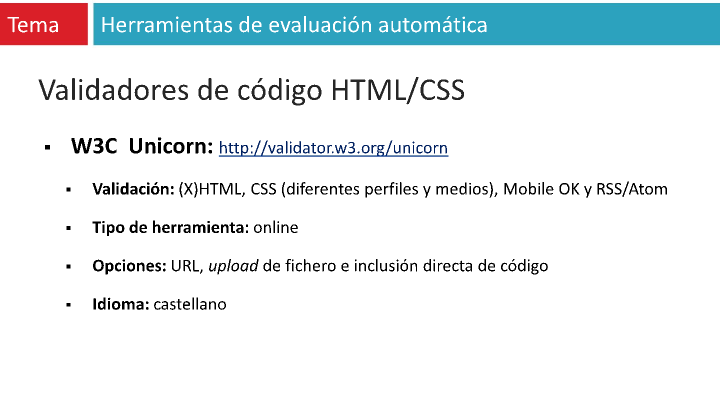 Tema Herramientas de evaluación automática
Validadores de código HTML/CSS
▪ W3C Unicorn: http://validator.w3.org/unicorn
▪ Validación: (X)HTML, CSS (diferentes perfiles y medios), Mobile OK y RSS/Atom
▪ Tipo de herramienta: online
▪ Opciones: URL, upload de fichero e inclusión directa de código
▪ Idioma: castellano